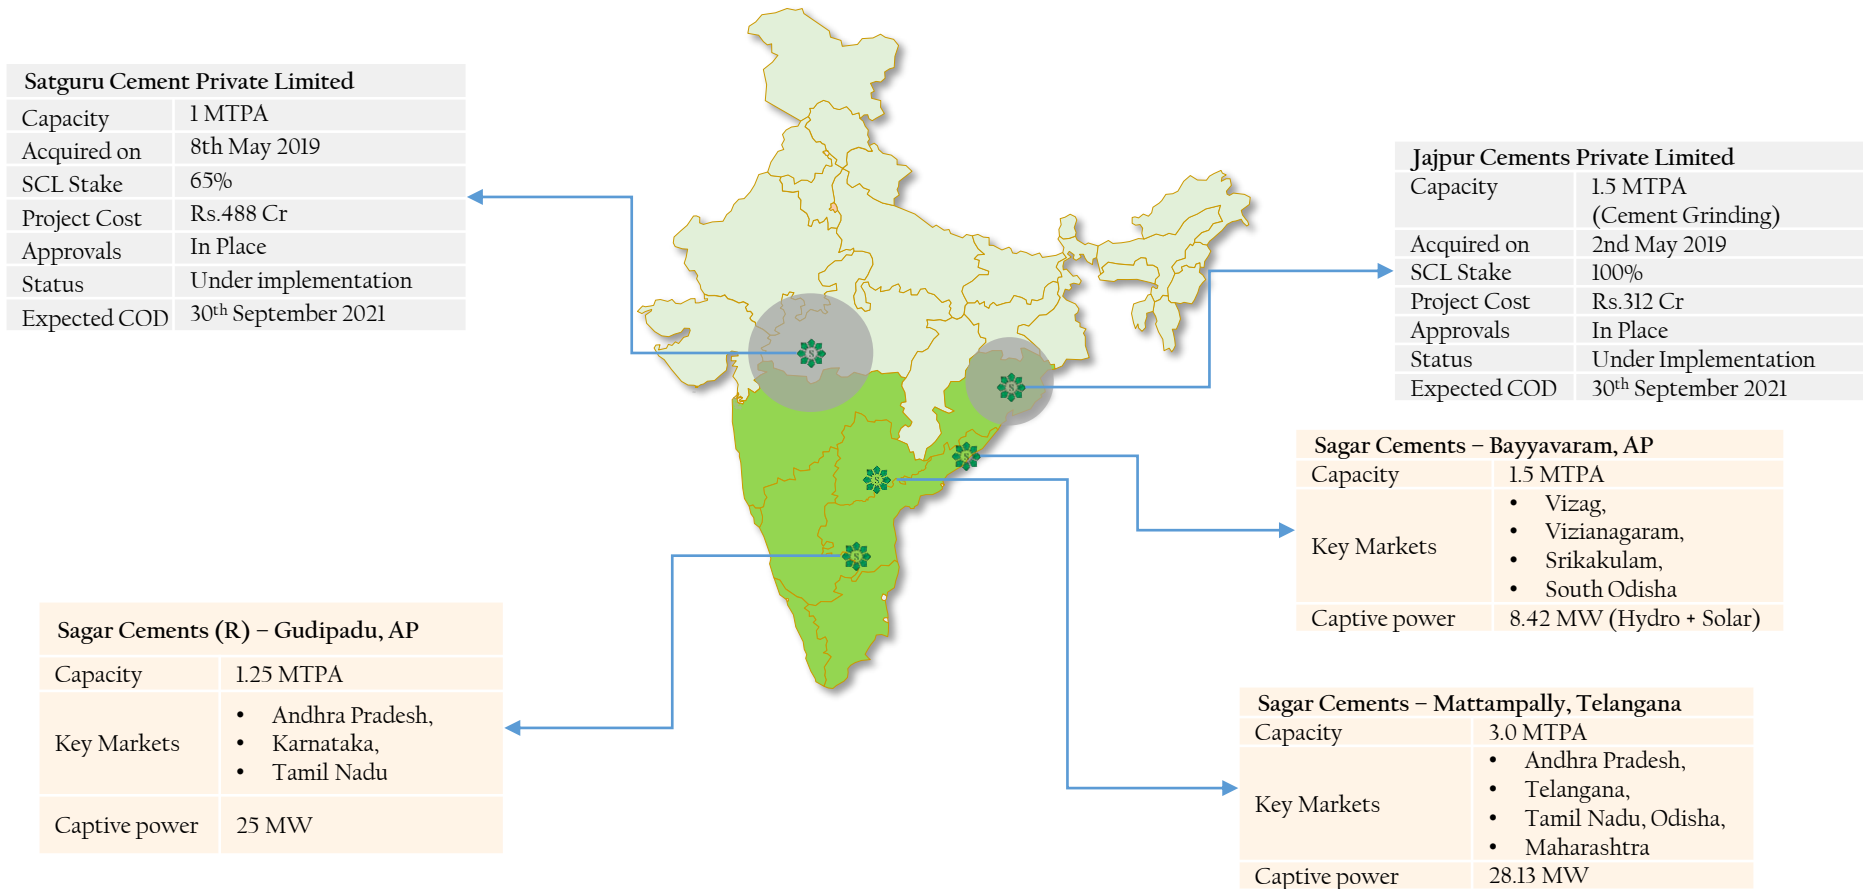 Satguru Cement Private Limited
Capacity 1 MTPA
Acquired on 8th May 2019
SCL Stake 65%
Project Cost Rs.488 Cr
Approvals In Place
Status Under implementation
Expected COD 30th September 2021
Jajpur Cements Private Limited
Capacity 1.5 MTPA
(Cement Grinding)
Acquired on 2nd May 2019
SCL Stake 100%
Project Cost Rs.312 Cr
Approvals In Place
Status Under Implementation
Expected COD 30th September 2021
Sagar Cements – Bayyavaram, AP
Capacity 1.5 MTPA
Key Markets
• Vizag,
• Vizianagaram,
• Srikakulam,
• South Odisha
Captive power 8.42 MW (Hydro + Solar)
Sagar Cements (R) – Gudipadu, AP
Capacity 1.25 MTPA
Key Markets
• Andhra Pradesh,
• Karnataka,
• Tamil Nadu
Captive power 25 MW
Sagar Cements – Mattampally, Telangana
Capacity 3.0 MTPA
Key Markets
• Andhra Pradesh,
• Telangana,
• Tamil Nadu, Odisha,
• Maharashtra
Captive power 28.13 MW
S
S
S
S
S